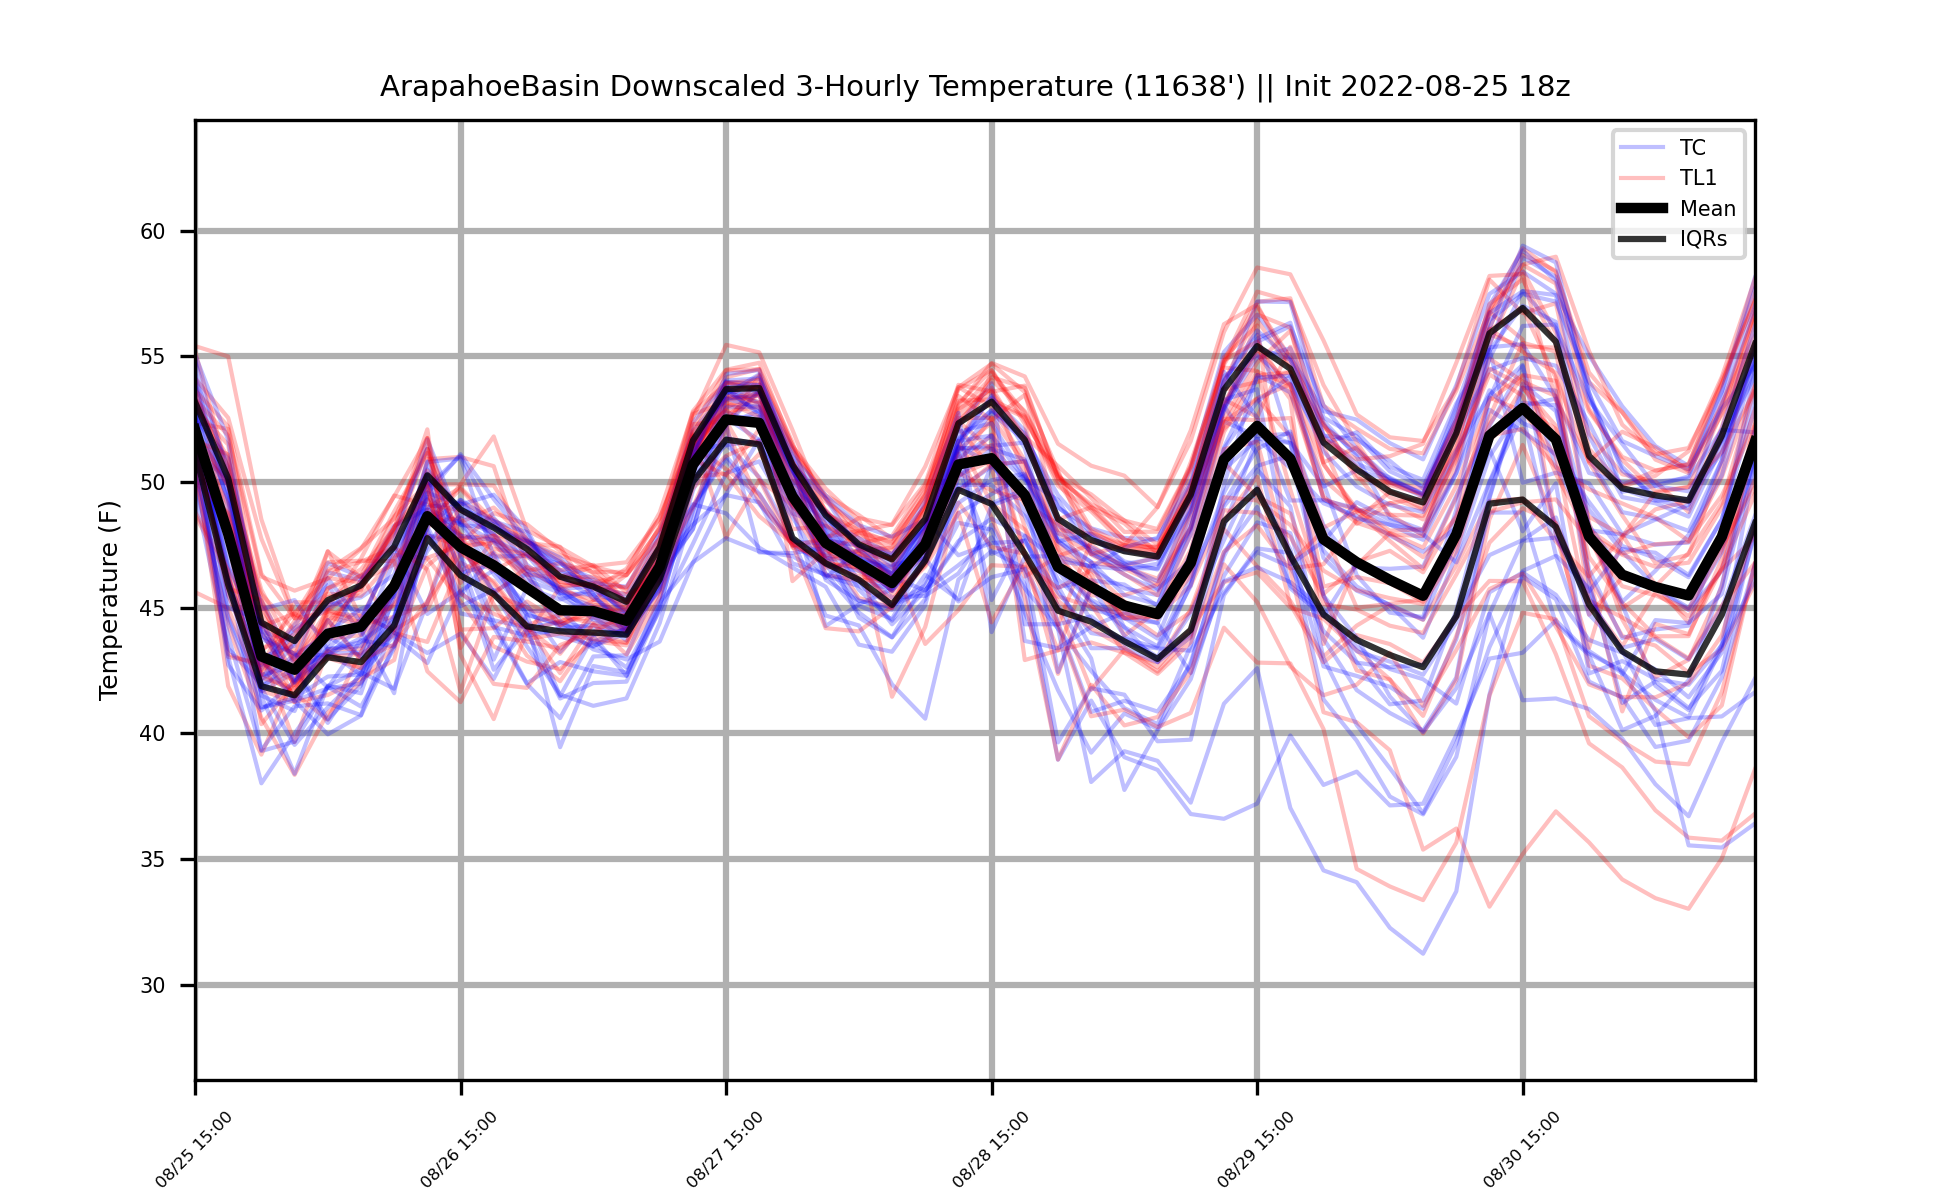 ArapahoeBasin Downscaled 3-Hourly Temperature (11638') || Init 2022-08-25 18z
TC
TL1
Mean
IQRs
Temperature (F)
60
55
50
45
40
35
30
08/25 15:00
08/26 15:00
08/27 15:00
08/28 15:00
08/29 15:00
08/30 15:00